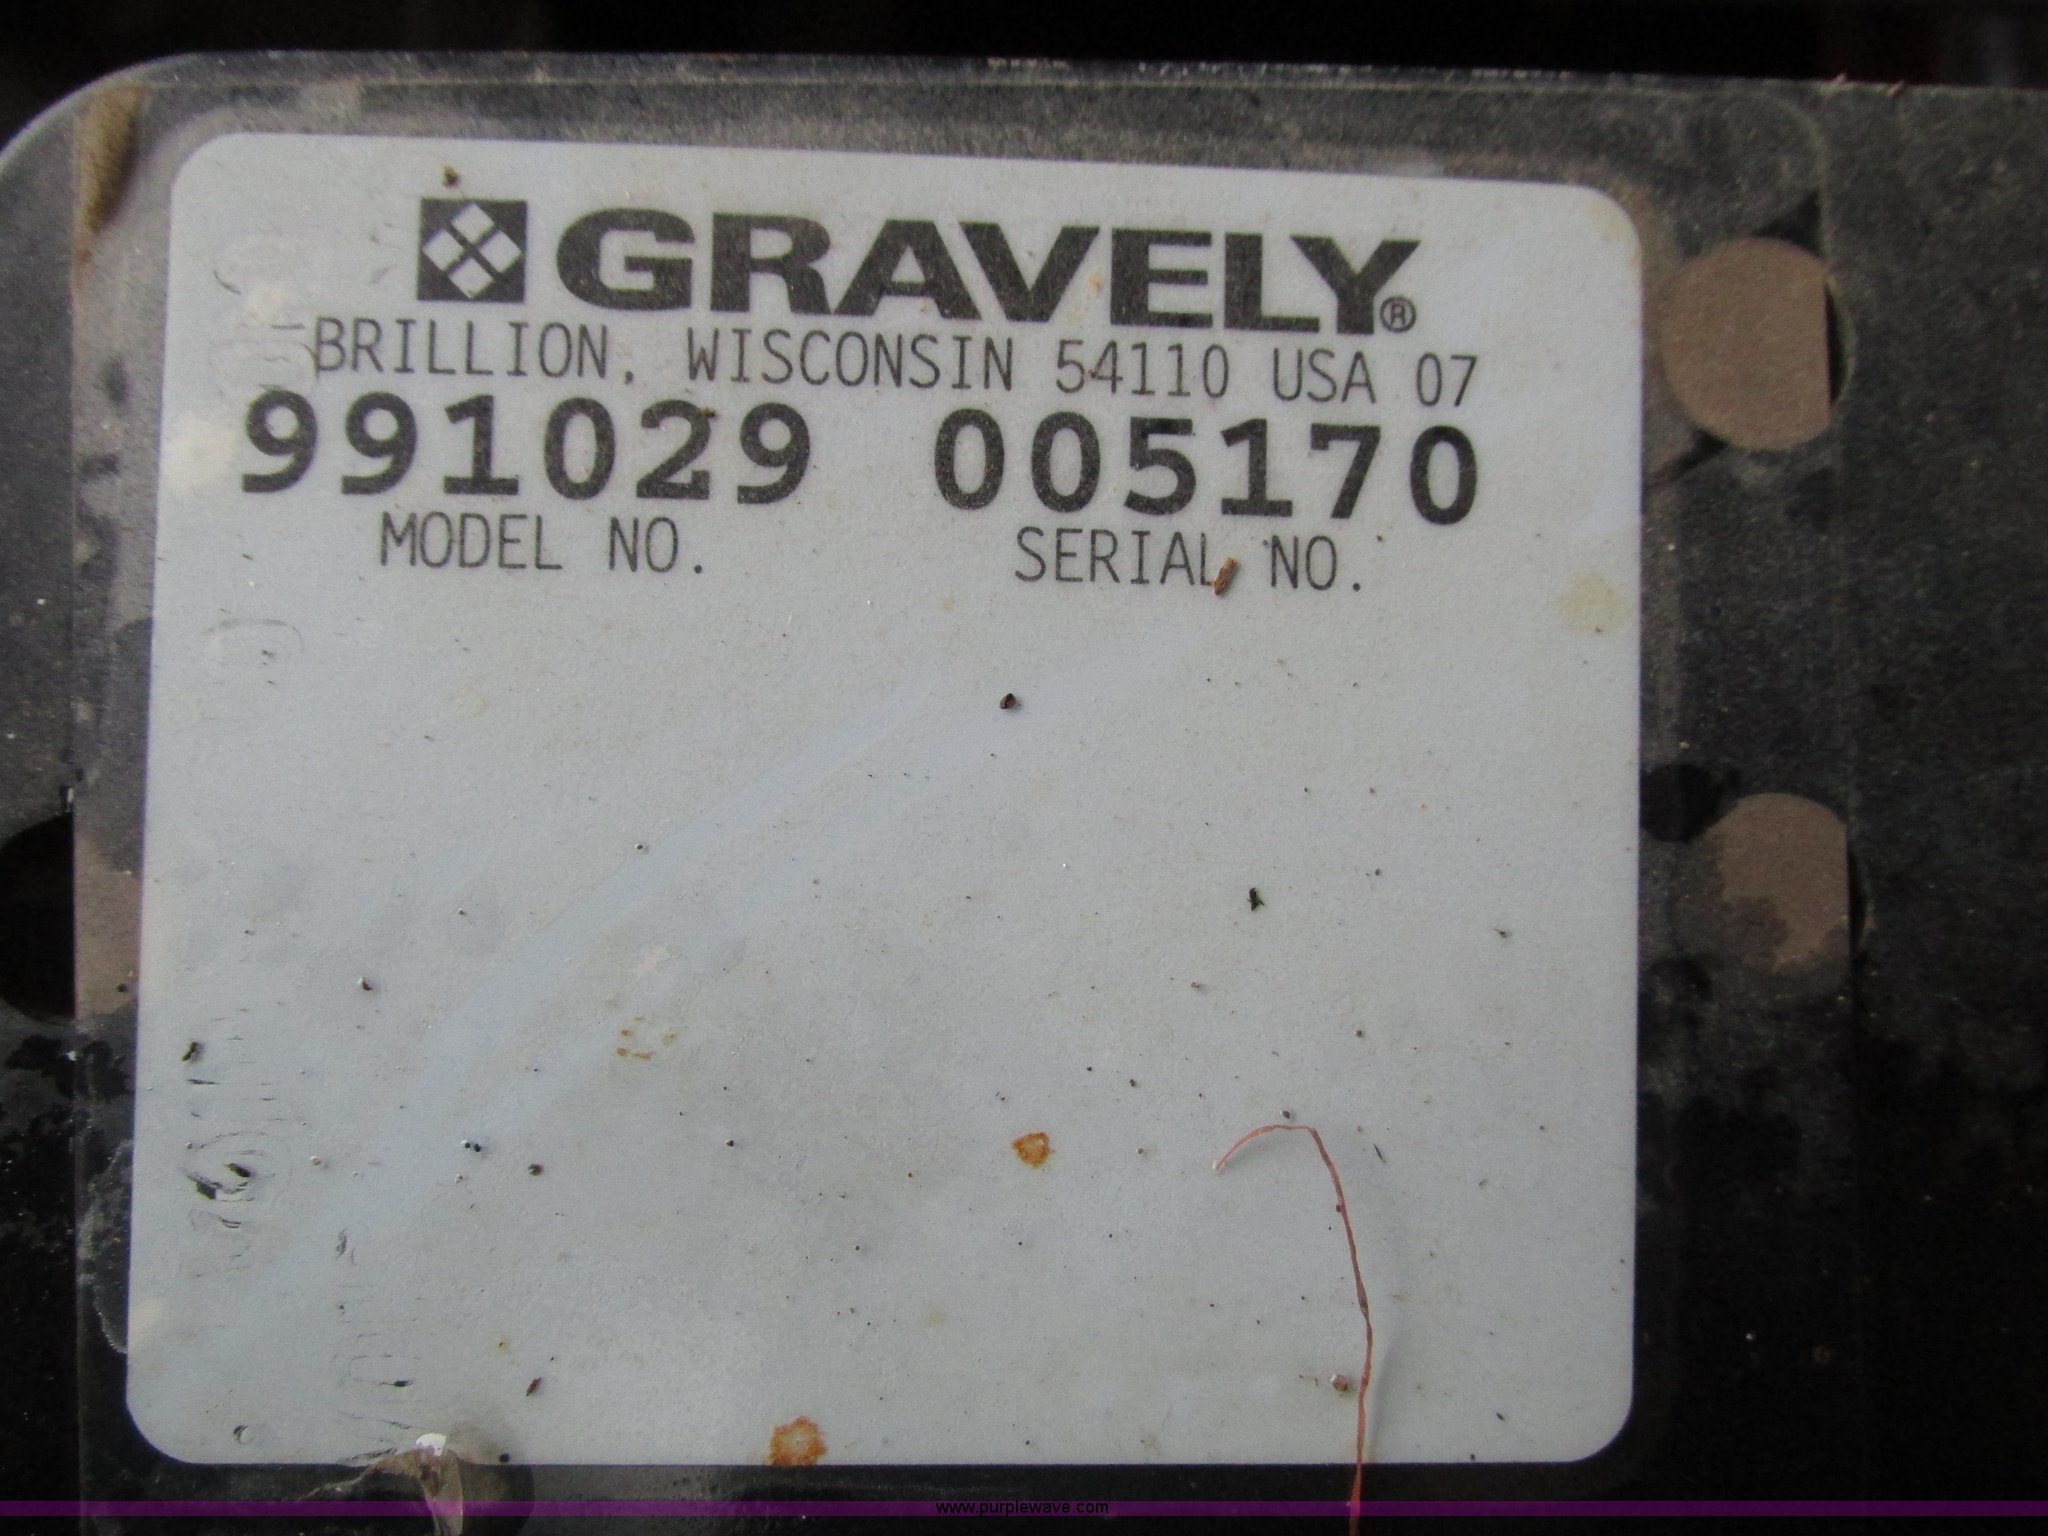 GRAVELY®
BRILLION, WISCONSIN 54110 USA 07
991029 005170
MODEL NO. SERIAL NO.
www.purplewave.com